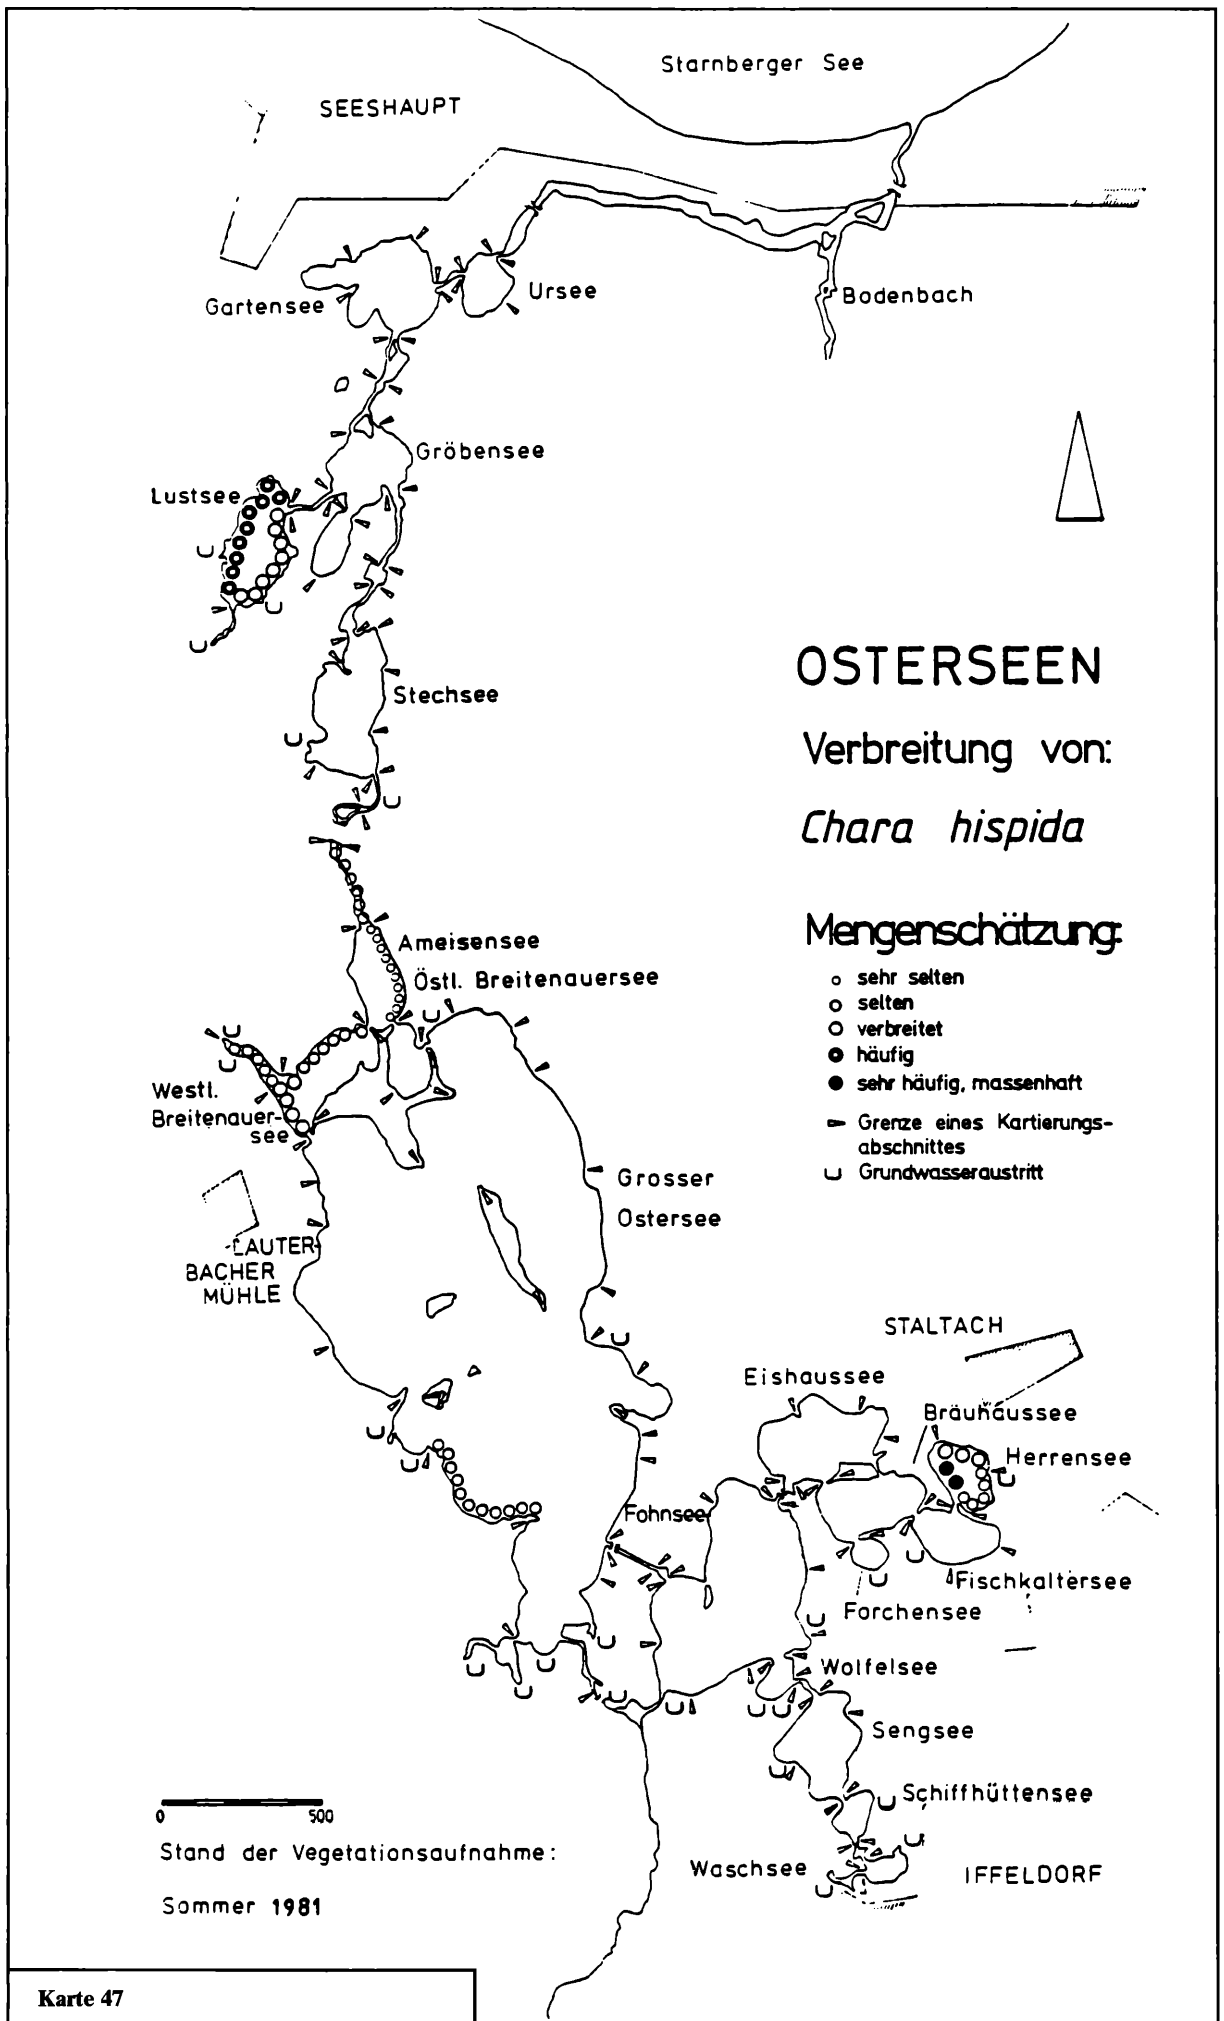 Starnberger See
SEESHAUPT
Gartensee
Ursee
Bodenbach
Gröbensee
Lustsee
Stechsee
OSTERSEEN
Verbreitung von:
Chara hispida
Mengenschätzung:
sehr selten
selten
verbreitet
häufig
sehr häufig, massenhaft
Grenze eines Kartierungs-
abschnittes
Grundwasseraustritt
Ameisensee
Östl. Breitenauersee
Westl.
Breitenauer-
see
Grosser
Ostersee
LAUTER-
BACHER
MÜHLE
STALTACH
Eishaussee
Bräuhaussee
Herrensee
Fohnsee
Fischkaltersee
Forchensee
Wolfelsee
Sengsee
Schiffhüttensee
Waschsee
IFFELDORF
0 500
Stand der Vegetationsaufnahme:
Sommer 1981
Karte 47